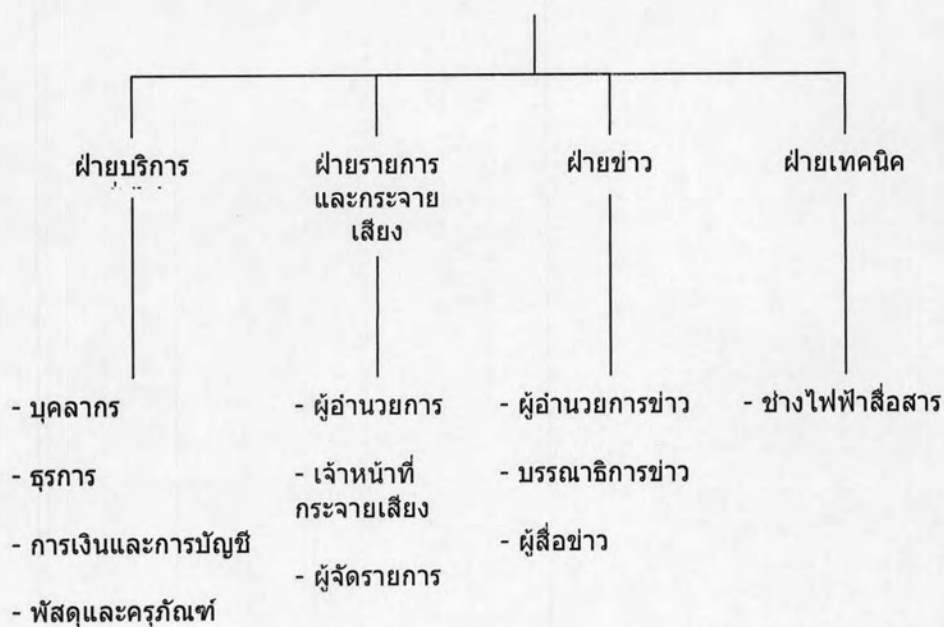 ฝ่ายบริการ
ฝ่ายรายการ
และกระจาย
เสียง
ฝ่ายข่าว
ฝ่ายเทคนิค
- บุคลากร
- ธุรการ
- การเงินและการบัญชี
- พัสดุและครุภัณฑ์
- ผู้อำนวยการ
- เจ้าหน้าที่
กระจายเสียง
- ผู้จัดรายการ
- ผู้อำนวยการข่าว
- บรรณาธิการข่าว
- ผู้สื่อข่าว
- ช่างไฟฟ้าสื่อสาร